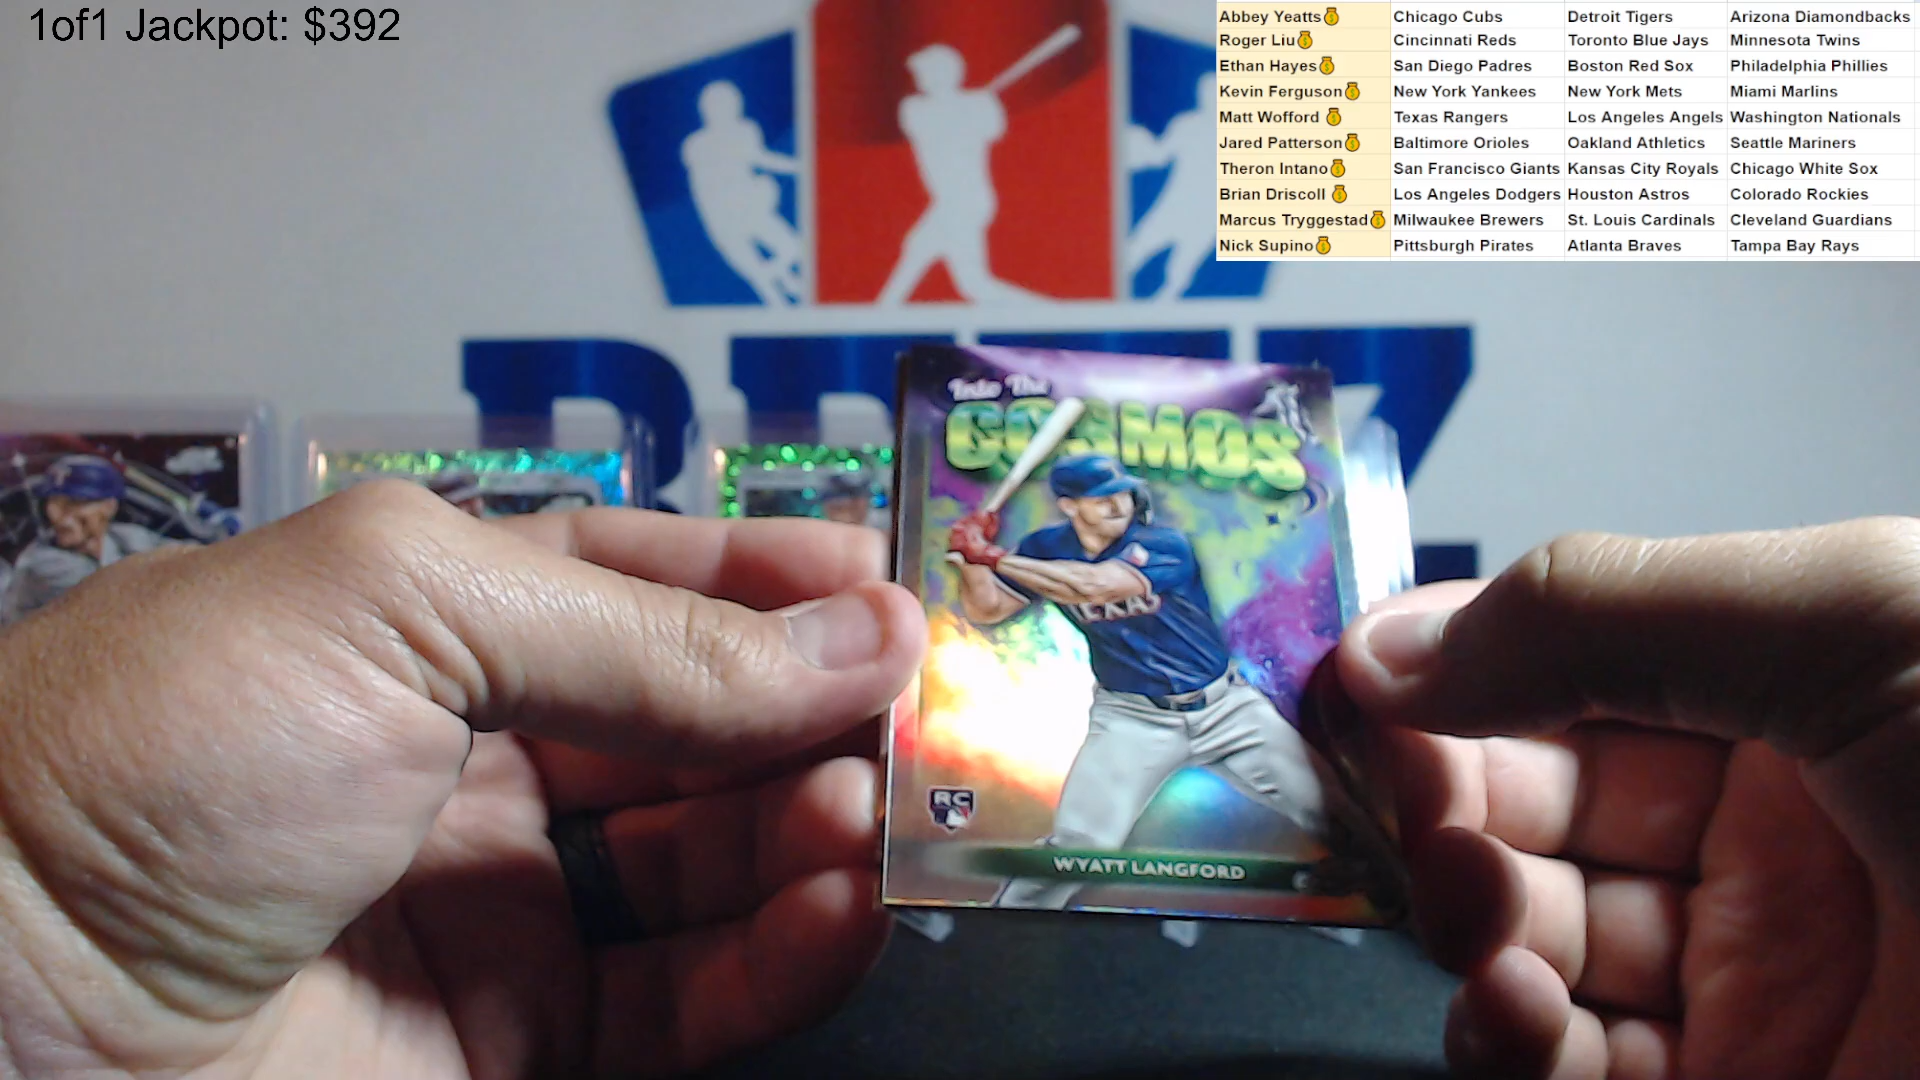 1of1 Jackpot: $392
Abbey Yeatts Chicago Cubs Detroit Tigers Arizona Diamondbacks
Roger Liu Cincinnati Reds Toronto Blue Jays Minnesota Twins
Ethan Hayes San Diego Padres Boston Red Sox Philadelphia Phillies
Kevin Ferguson New York Yankees New York Mets Miami Marlins
Matt Wofford Texas Rangers Los Angeles Angels Washington Nationals
Jared Patterson Baltimore Orioles Oakland Athletics Seattle Mariners
Theron Intano San Francisco Giants Kansas City Royals Chicago White Sox
Brian Driscoll Los Angeles Dodgers Houston Astros Colorado Rockies
Marcus Tryggestad Milwaukee Brewers St. Louis Cardinals Cleveland Guardians
Nick Supino Pittsburgh Pirates Atlanta Braves Tampa Bay Rays
Into The
COSMOS
TEXAS
RC
WYATT LANGFORD